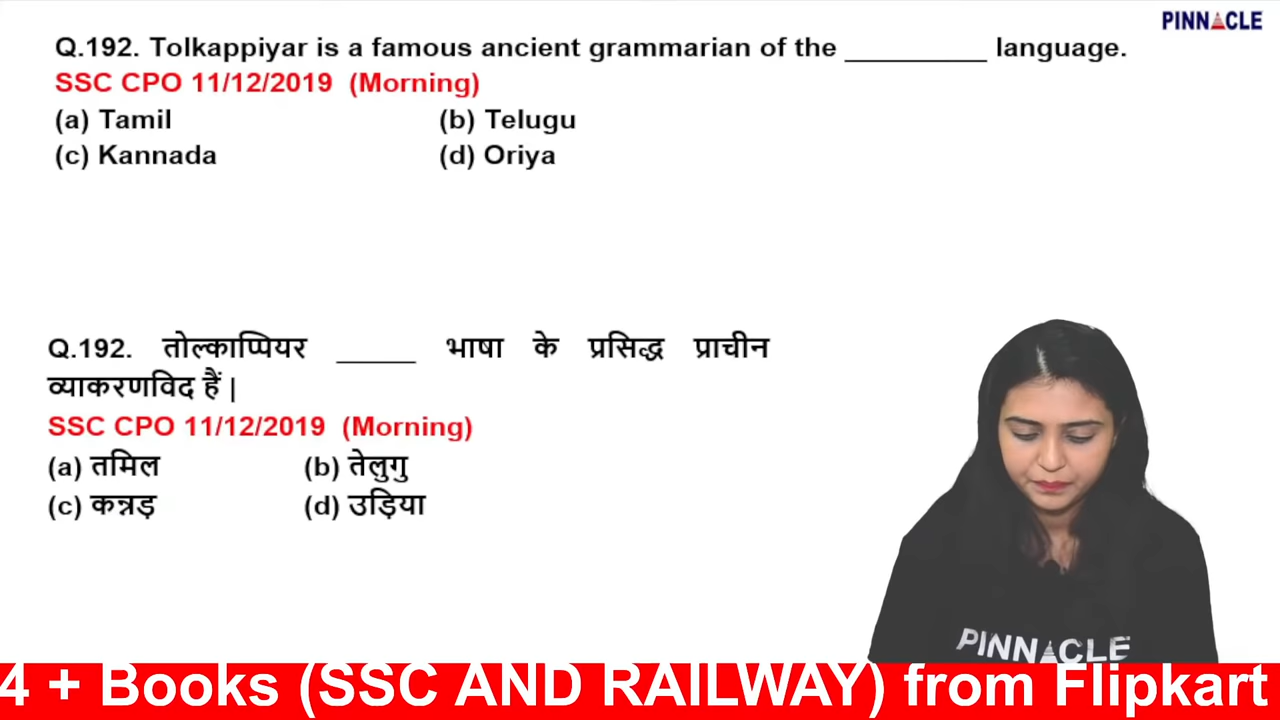 PINNACLE
Q.192. Tolkappiyar is a famous ancient grammarian of the _________ language.
SSC CPO 11/12/2019 (Morning)
(a) Tamil (b) Telugu
(c) Kannada (d) Oriya
Q.192. तोल्काप्पियर _____ भाषा के प्रसिद्ध प्राचीन
व्याकरणविद हैं |
SSC CPO 11/12/2019 (Morning)
(a) तमिल (b) तेलुगु
(c) कन्नड़ (d) उड़िया
PINNACLE
4 + Books (SSC AND RAILWAY) from Flipkart